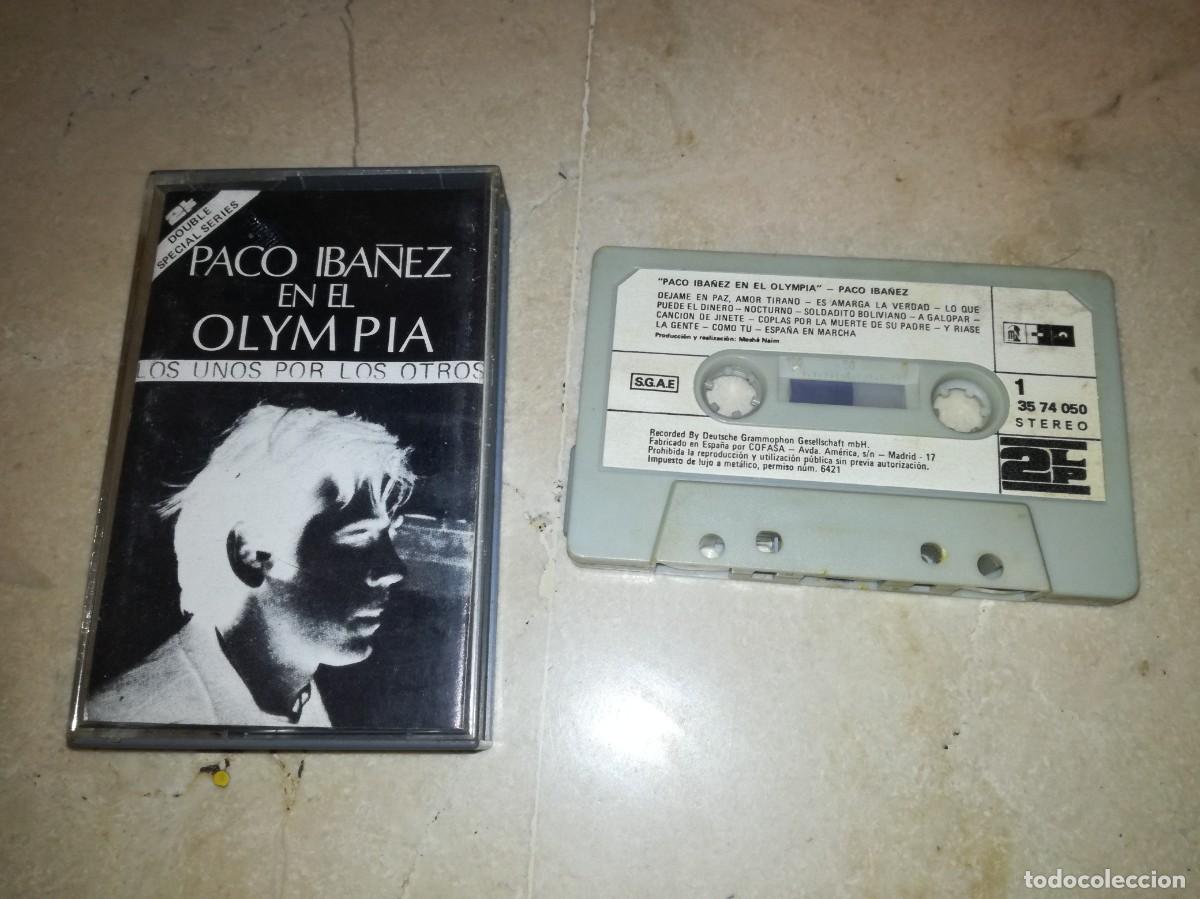 DOUBLE
SPECIAL SERIES
PACO IBAÑEZ
EN EL
OLYMPIA
LOS UNOS POR LOS OTROS
"PACO IBAÑEZ EN EL OLYMPIA" – PACO IBAÑEZ
DEJAME EN PAZ, AMOR TIRANO – ES AMARGA LA VERDAD – LO QUE
PUEDE EL DINERO – NOCTURNO – SOLDADITO BOLIVIANO – A GALOPAR –
CANCION DE JINETE – COPLAS POR LA MUERTE DE SU PADRE – Y RIASE
LA GENTE – COMO TU – ESPAÑA EN MARCHA
Producción y realización: Moshé Naim
S.G.A.E
1
35 74 050
STEREO
Recorded By Deutsche Grammophon Gesellschaft mbH.
Fabricado en España por COFASA – Avda. América, s/n – Madrid - 17
Prohibida la reproducción y utilización pública sin previa autorización.
Impuesto de lujo a metálico, permiso núm. 6421
2LP
todocoleccion